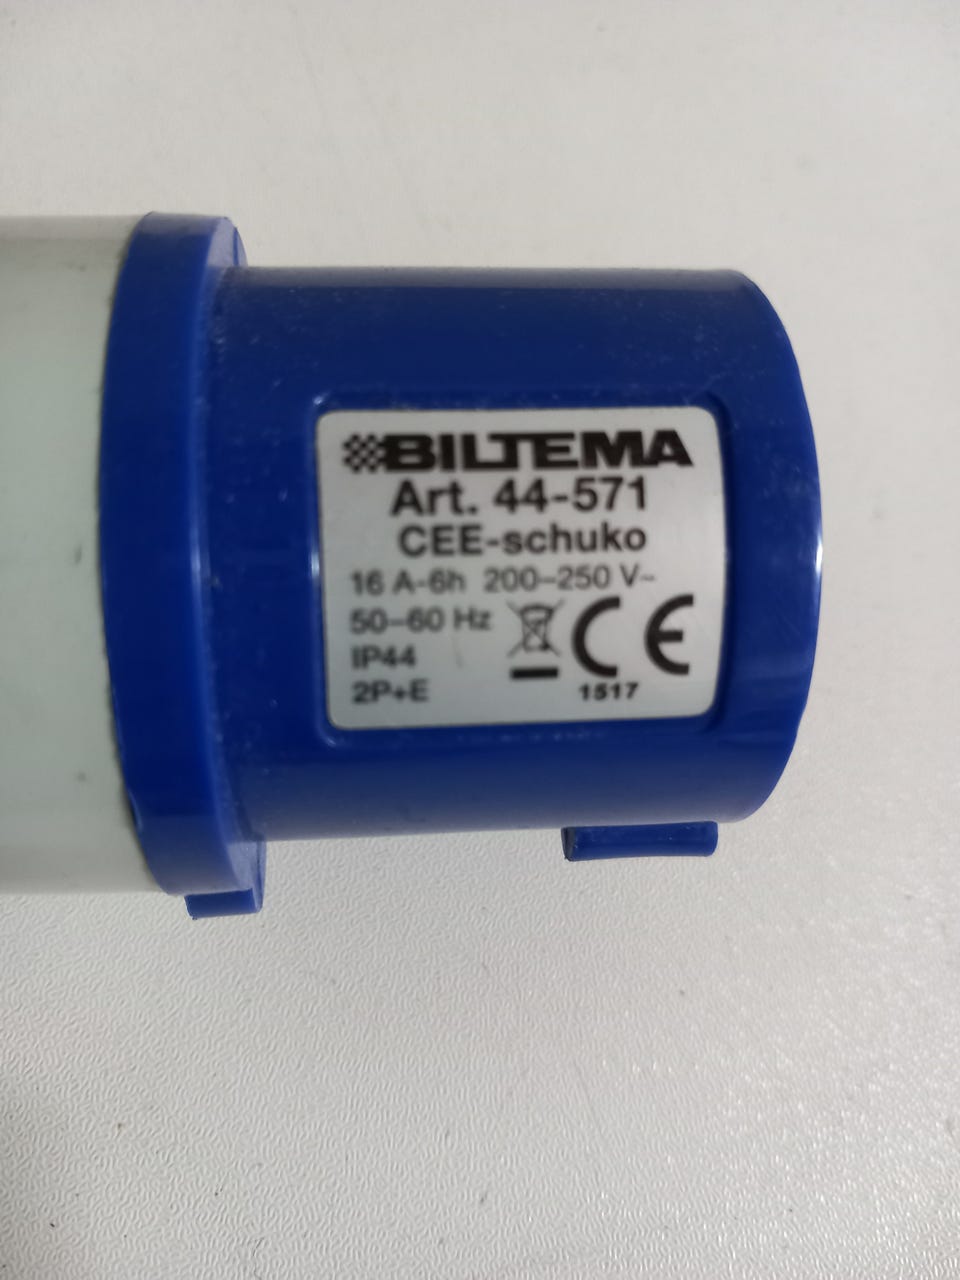 BILTEMA
Art. 44-571
CEE-schuko
16 A-6h 200–250 V~
50–60 Hz
IP44
2P+E
CE
1517